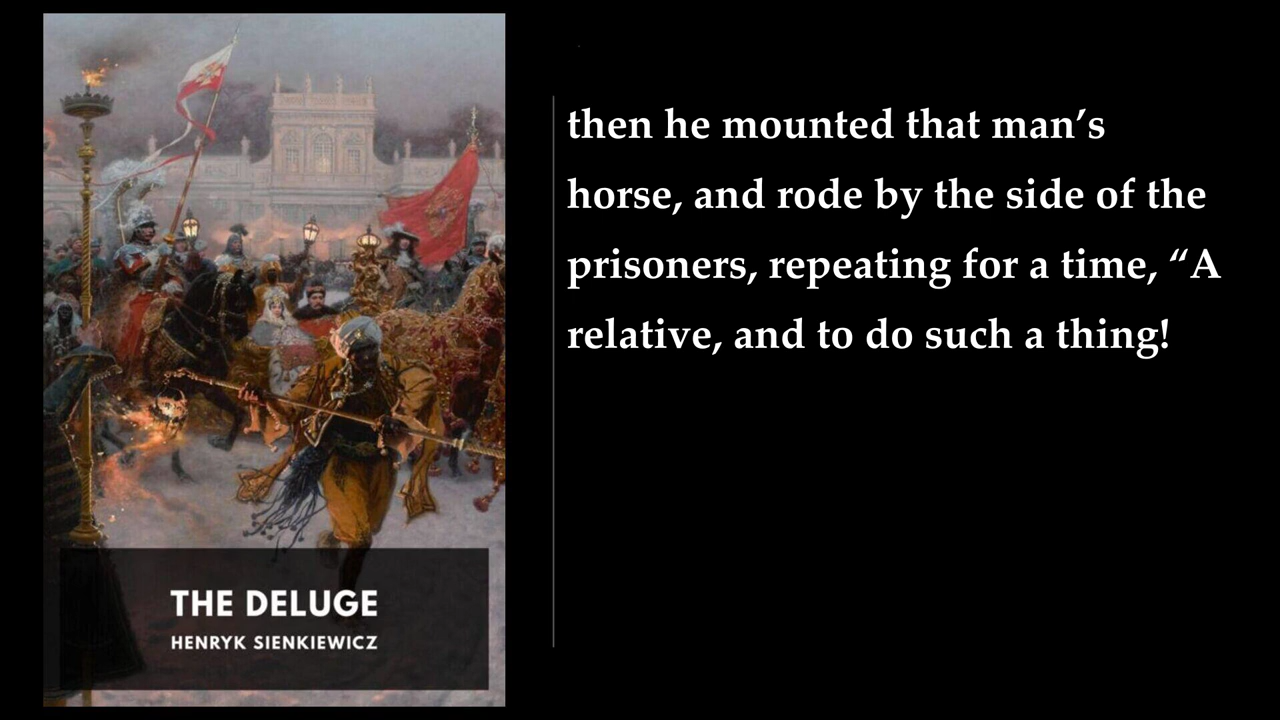 then he mounted that man’s
horse, and rode by the side of the
prisoners, repeating for a time, “A
relative, and to do such a thing!
THE DELUGE
HENRYK SIENKIEWICZ